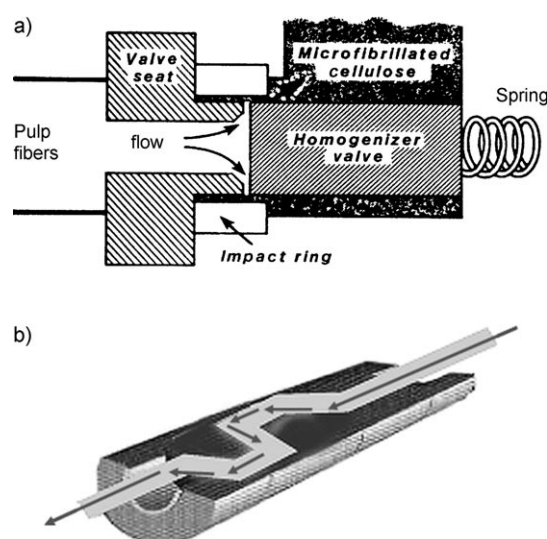 a)
Valve
seat
Microfibrillated
cellulose
Spring
Pulp
fibers
flow
Homogenizer
valve
Impact ring
b)